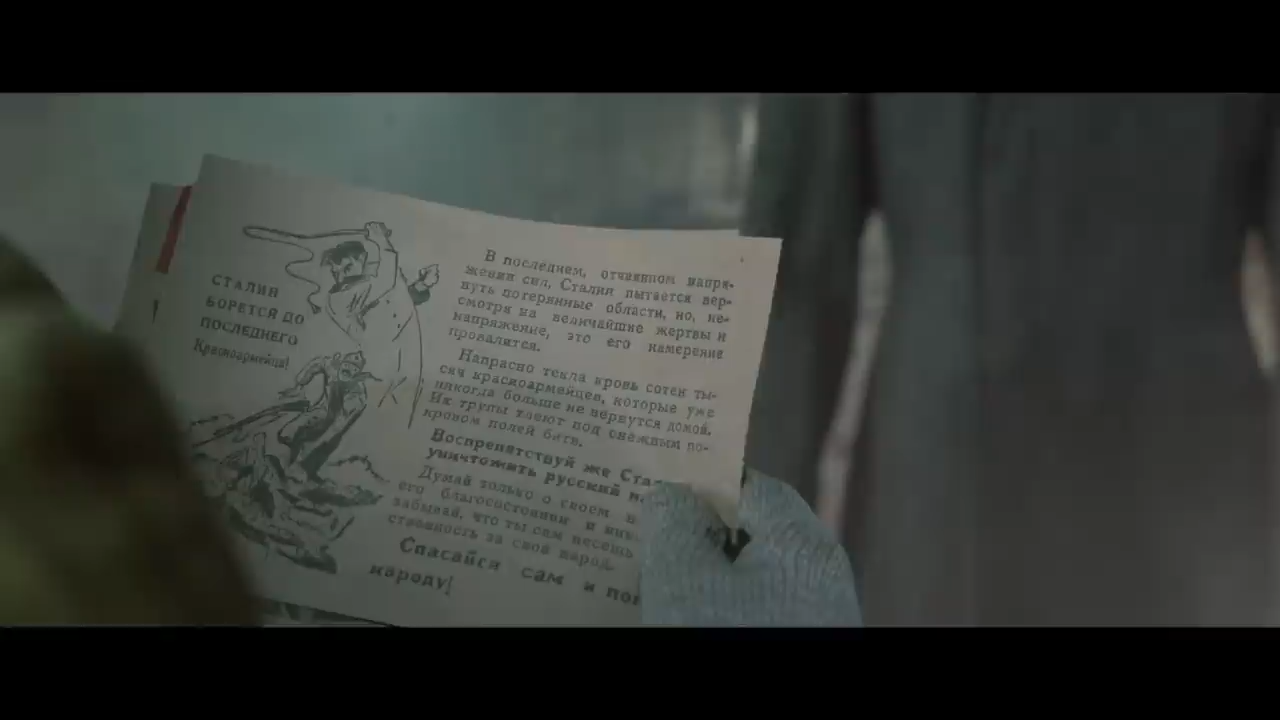 СТАЛИН
БОРЕТСЯ ДО
ПОСЛЕДНЕГО
Красноармейца!
В последнем, отчаянном напря-
жении сил, Сталин пытается вер-
нуть потерянные области, но, не-
смотря на величайшие жертвы и
напряжение, это его намерение
провалится.
Напрасно текла кровь сотен ты-
сяч красноармейцев, которые уже
никогда больше не вернутся домой.
Их трупы тлеют под снежным по-
кровом полей битв.
Воспрепятствуй же
уничтожить русский
Думай только о своем
его благосостоянии и
забывай, что ты сам несешь
ственность за свой народ.
Спасайся сам и
народу!